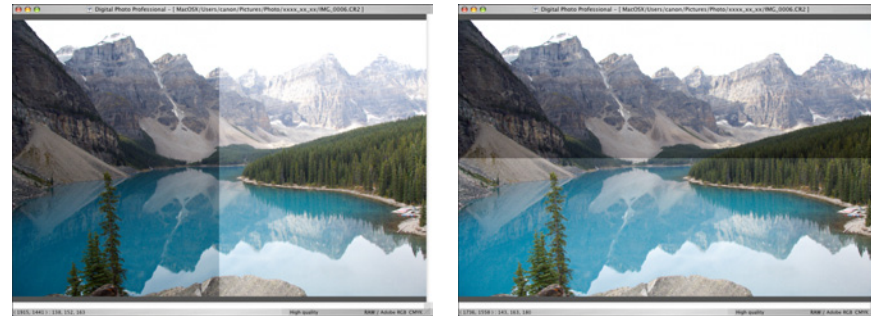 Digital Photo Professional - [ MacOSX/Users/canon/Pictures/Photo/xxxx_xx_xx/IMG_0006.CR2 ]
Digital Photo Professional - [ MacOSX/Users/canon/Pictures/Photo/xxxx_xx_xx/IMG_0006.CR2 ]
High quality RAW / Adobe RGB CMYK
High quality RAW / Adobe RGB CMYK